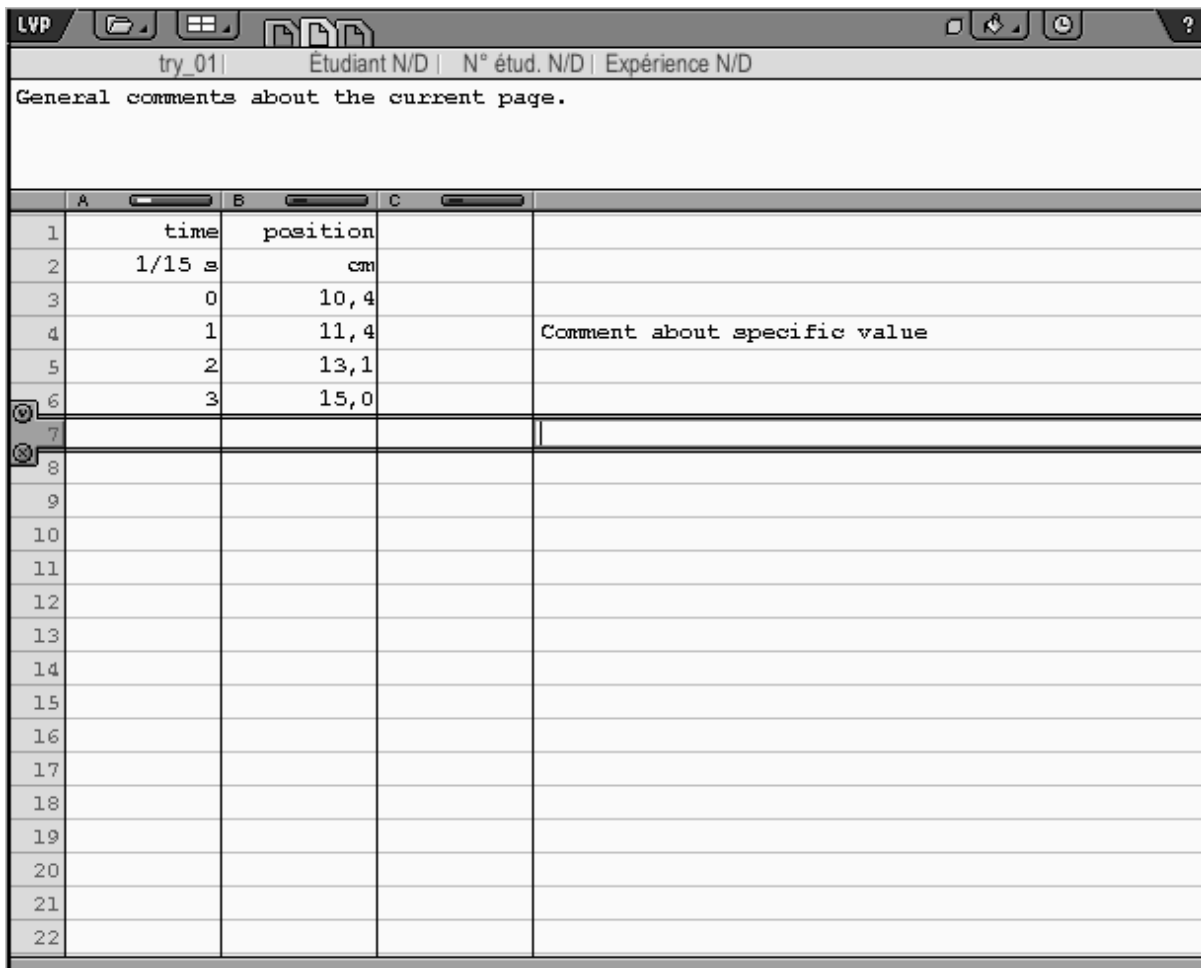 LVP ?
try_01 Étudiant N/D N° étud. N/D Expérience N/D
General comments about the current page.
A B C
1 time position
2 1/15 s cm
3 0 10,4
4 1 11,4 Comment about specific value
5 2 13,1
6 3 15,0
7
8
9
10
11
12
13
14
15
16
17
18
19
20
21
22